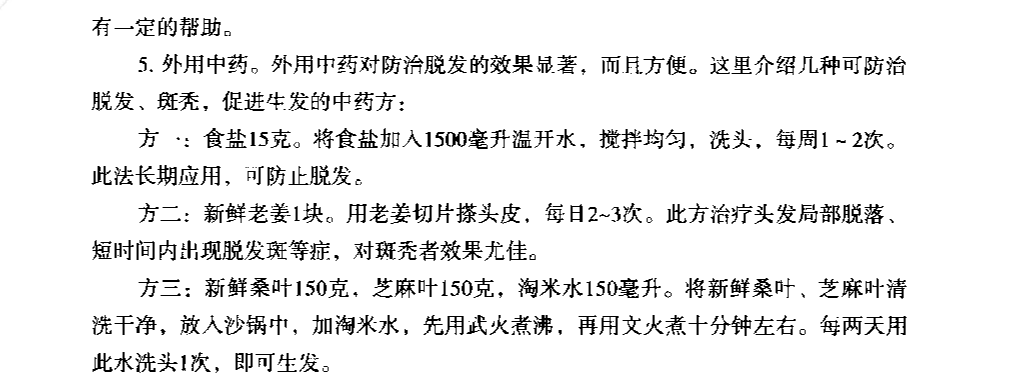 有一定的帮助。
5. 外用中药。外用中药对防治脱发的效果显著，而且方便。这里介绍几种可防治
脱发、斑秃，促进生发的中药方：
方一：食盐15克。将食盐加入1500毫升温开水，搅拌均匀，洗头，每周1～2次。
此法长期应用，可防止脱发。
方二：新鲜老姜1块。用老姜切片搽头皮，每日2~3次。此方治疗头发局部脱落、
短时间内出现脱发斑等症，对斑秃者效果尤佳。
方三：新鲜桑叶150克，芝麻叶150克，淘米水150毫升。将新鲜桑叶、芝麻叶清
洗干净，放入沙锅中，加淘米水，先用武火煮沸，再用文火煮十分钟左右。每两天用
此水洗头1次，即可生发。